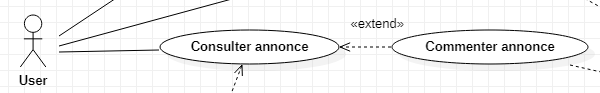 «extend»
Consulter annonce
Commenter annonce
User